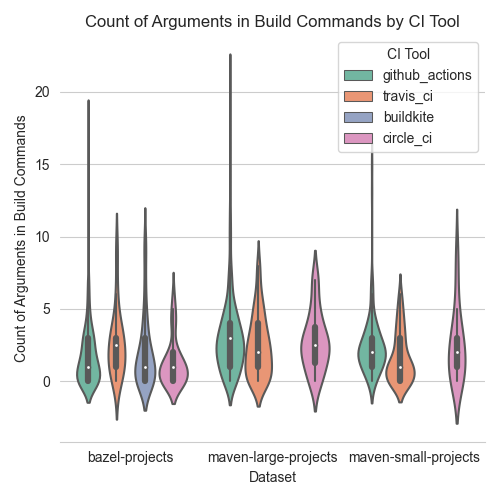 Count of Arguments in Build Commands by CI Tool
CI Tool
github_actions
travis_ci
buildkite
circle_ci
Count of Arguments in Build Commands
20
15
10
5
0
bazel-projects
maven-large-projects
maven-small-projects
Dataset